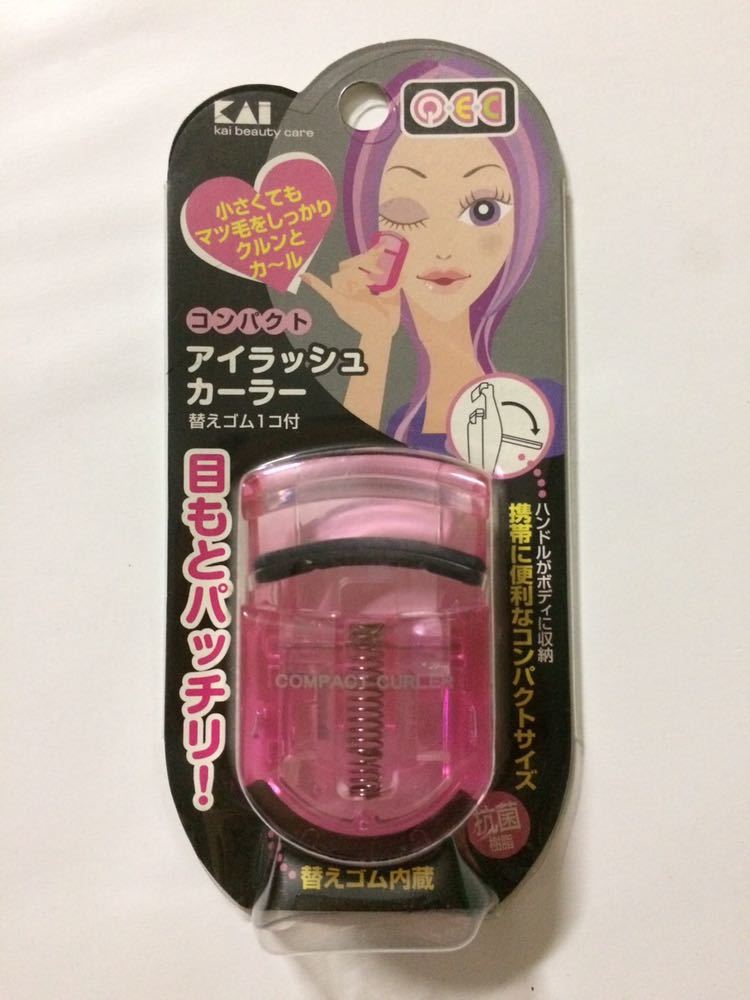 KAI
kai beauty care
Q・E・C
小さくても
マツ毛をしっかり
クルンと
カ〜ル
コンパクト
アイラッシュ
カーラー
替えゴム1コ付
目もとパッチリ!
ハンドルがボディに収納
携帯に便利なコンパクトサイズ
COMPACT CURLER
抗菌
樹脂
替えゴム内蔵